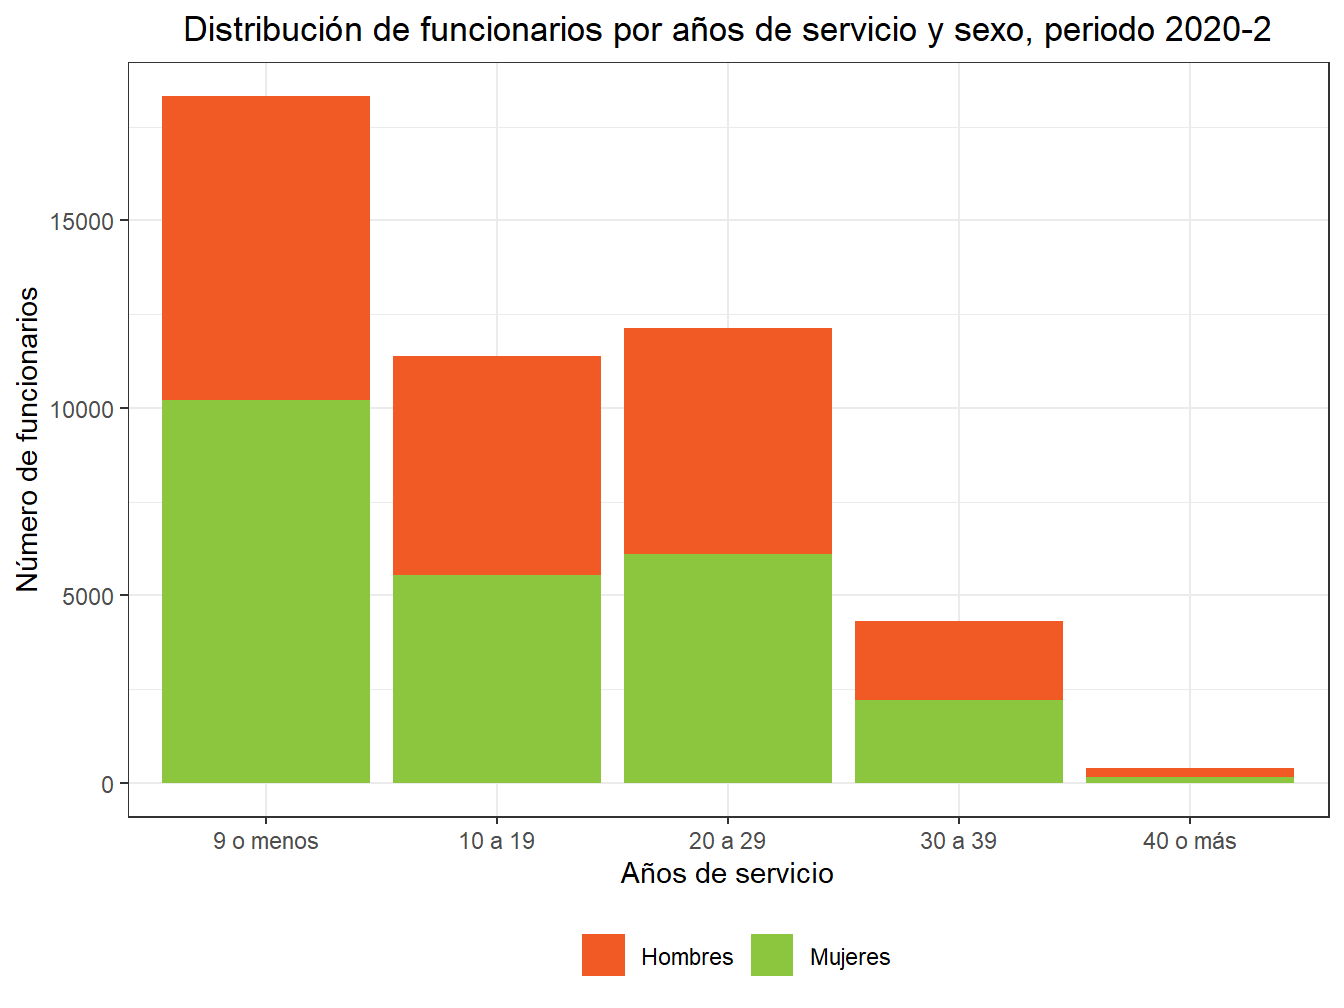 Distribución de funcionarios por años de servicio y sexo, periodo 2020-2
Número de funcionarios
15000
10000
5000
0
9 o menos
10 a 19
20 a 29
30 a 39
40 o más
Años de servicio
Hombres
Mujeres